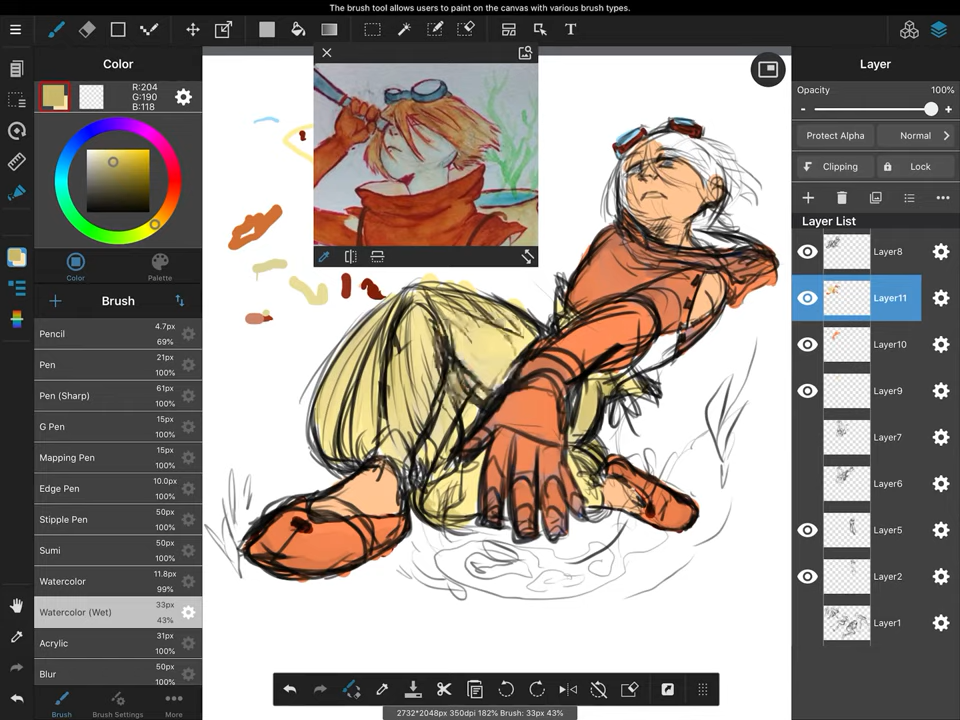 The brush tool allows users to paint on the canvas with various brush types.
T
Color
R:204
G:190
B:118
Color
Palette
Brush
Pencil
4.7px
69%
Pen
21px
100%
Pen (Sharp)
61px
100%
G Pen
15px
100%
Mapping Pen
15px
100%
Edge Pen
10.0px
100%
Stipple Pen
50px
100%
Sumi
50px
100%
Watercolor
11.8px
99%
Watercolor (Wet)
33px
43%
Acrylic
31px
100%
Blur
50px
100%
Brush
Brush Settings
More
2732*2048px 350dpi 182% Brush: 33px 43%
Layer
Opacity
100%
-
+
Protect Alpha
Normal
Clipping
Lock
Layer List
Layer8
Layer11
Layer10
Layer9
Layer7
Layer6
Layer5
Layer2
Layer1